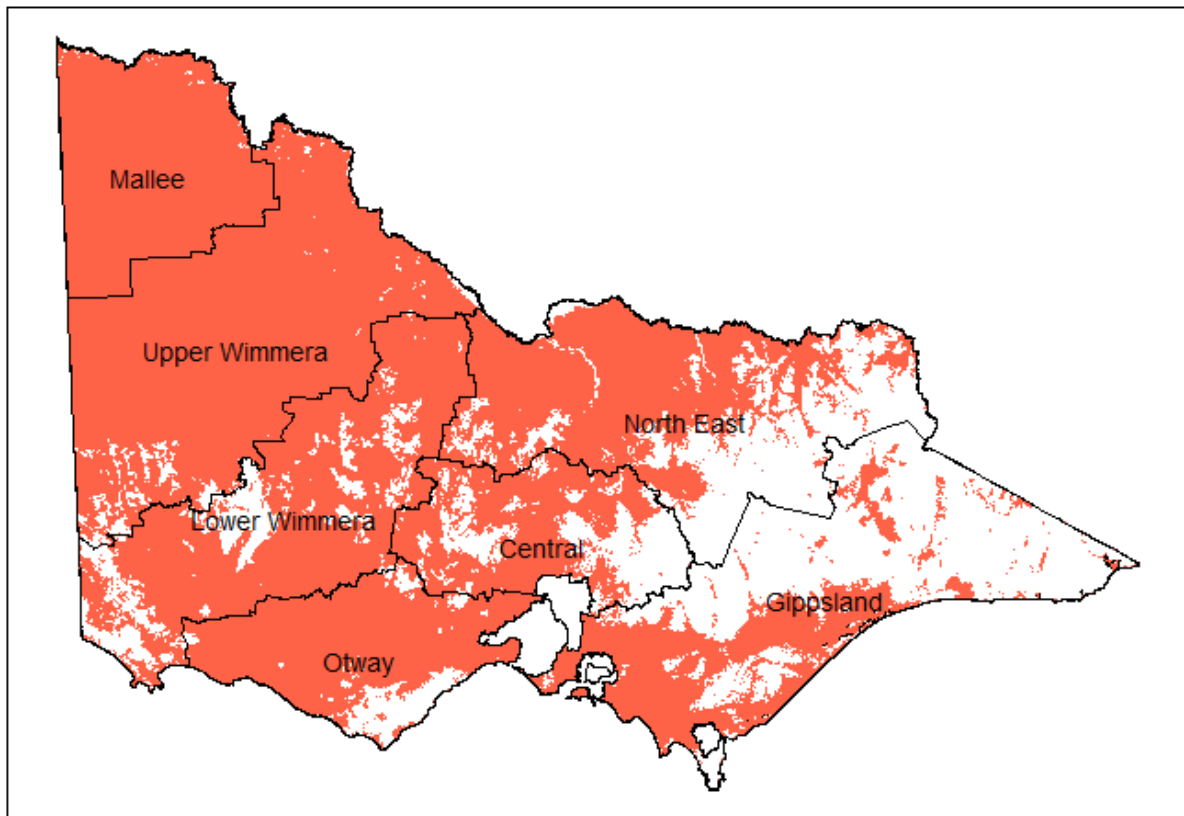 Mallee
Upper Wimmera
North East
Lower Wimmera
Central
Gippsland
Otway